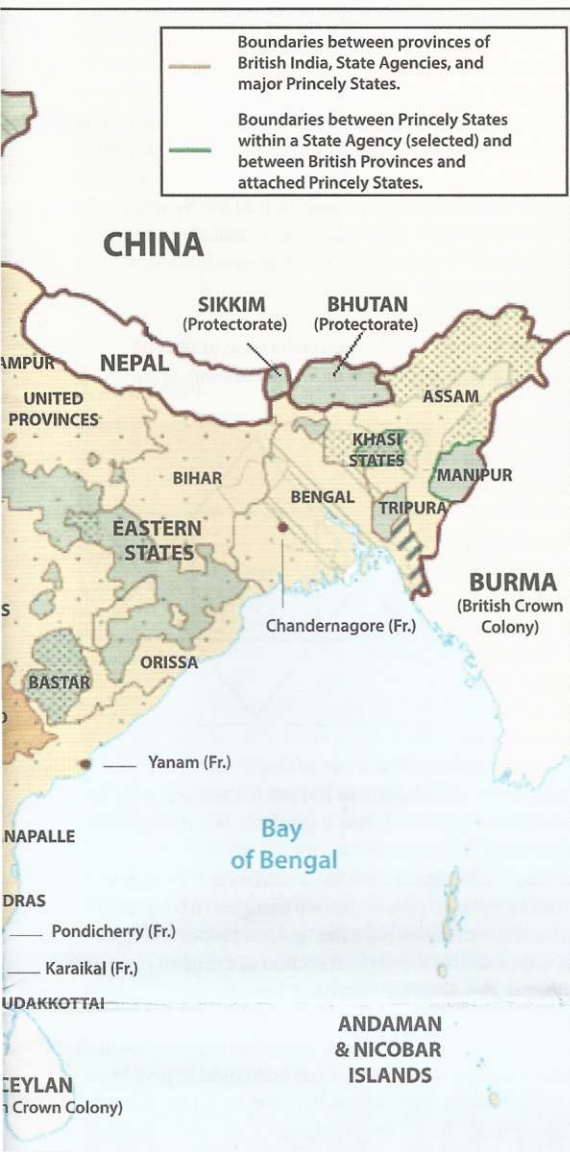 Boundaries between provinces of
British India, State Agencies, and
major Princely States.
Boundaries between Princely States
within a State Agency (selected) and
between British Provinces and
attached Princely States.
CHINA
SIKKIM
(Protectorate)
BHUTAN
(Protectorate)
AMPUR
NEPAL
UNITED
PROVINCES
ASSAM
KHASI
STATES
BIHAR
MANIPUR
BENGAL
TRIPURA
EASTERN
STATES
BURMA
(British Crown
Colony)
S
Chandernagore (Fr.)
ORISSA
BASTAR
Yanam (Fr.)
Bay
of Bengal
NAPALLE
DRAS
Pondicherry (Fr.)
Karaikal (Fr.)
UDAKKOTTAI
ANDAMAN
& NICOBAR
ISLANDS
CEYLAN
n Crown Colony)